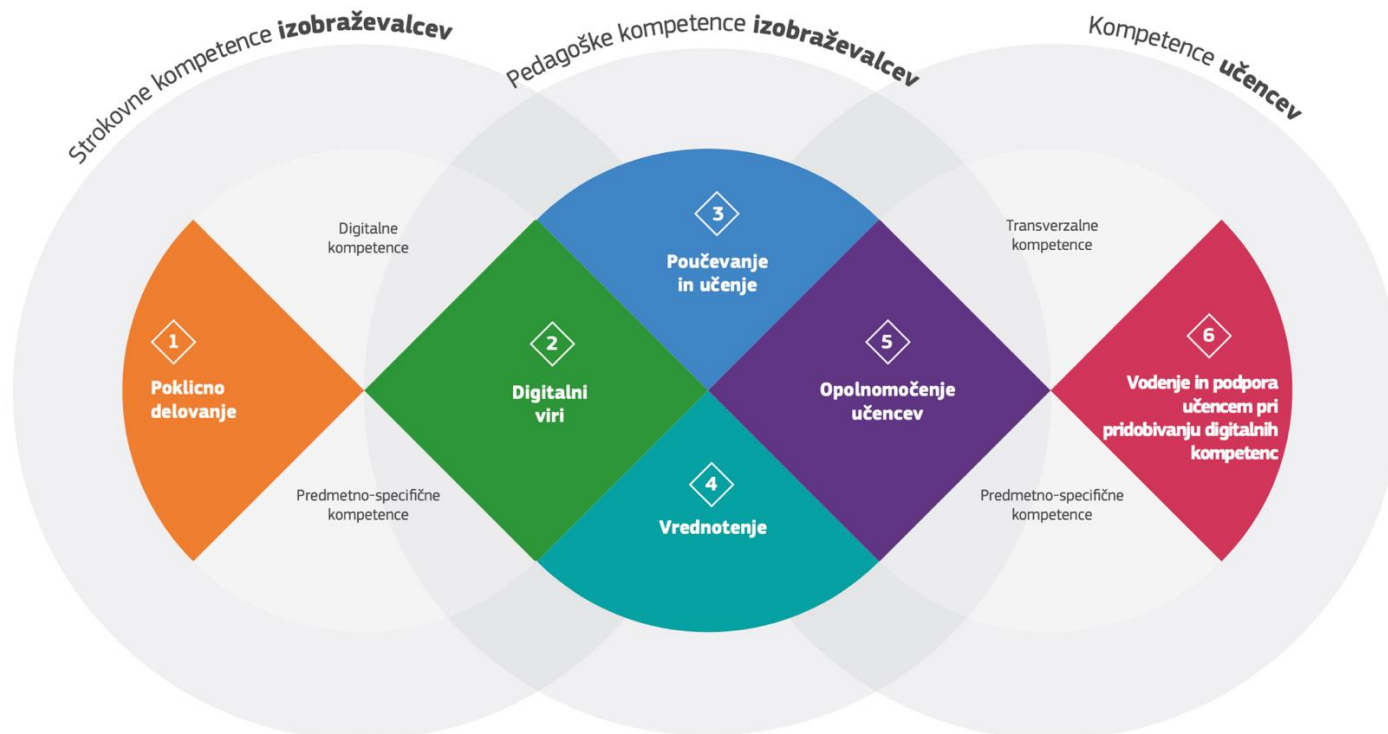 Strokovne kompetence izobraževalcev
Pedagoške kompetence izobraževalcev
Kompetence učencev
Digitalne
kompetence
Predmetno-specifične
kompetence
1
Poklicno
delovanje
2
Digitalni
viri
3
Poučevanje
in učenje
4
Vrednotenje
5
Opolnomočenje
učencev
Transverzalne
kompetence
Predmetno-specifične
kompetence
6
Vodenje in podpora
učencem pri
pridobivanju digitalnih
kompetenc